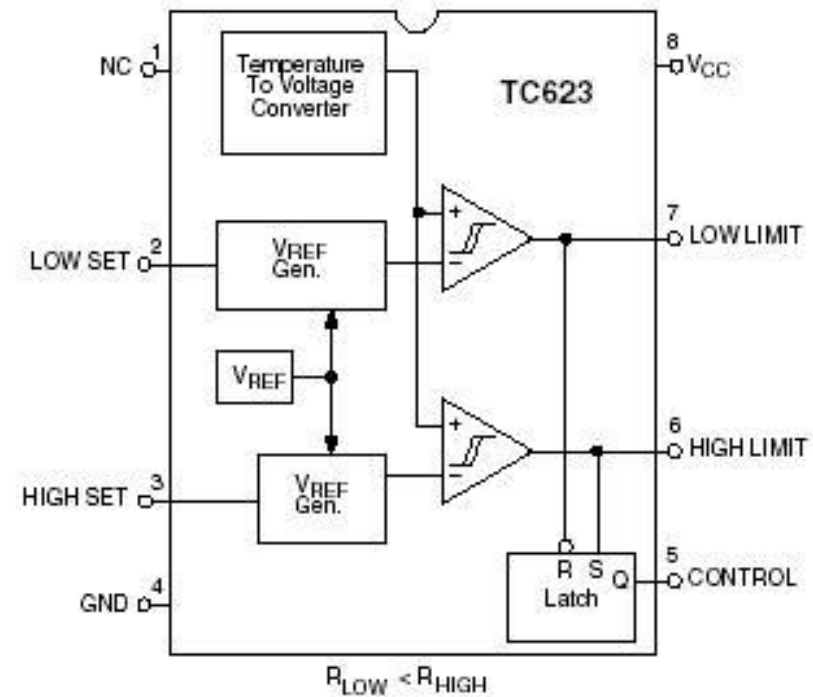 NC
1
Temperature
To Voltage
Converter
TC623
8
VCC
+
−
7
LOW LIMIT
LOW SET
2
VREF
Gen.
VREF
+
−
6
HIGH LIMIT
HIGH SET
3
VREF
Gen.
R S
Q
Latch
5
CONTROL
GND
4
RLOW < RHIGH